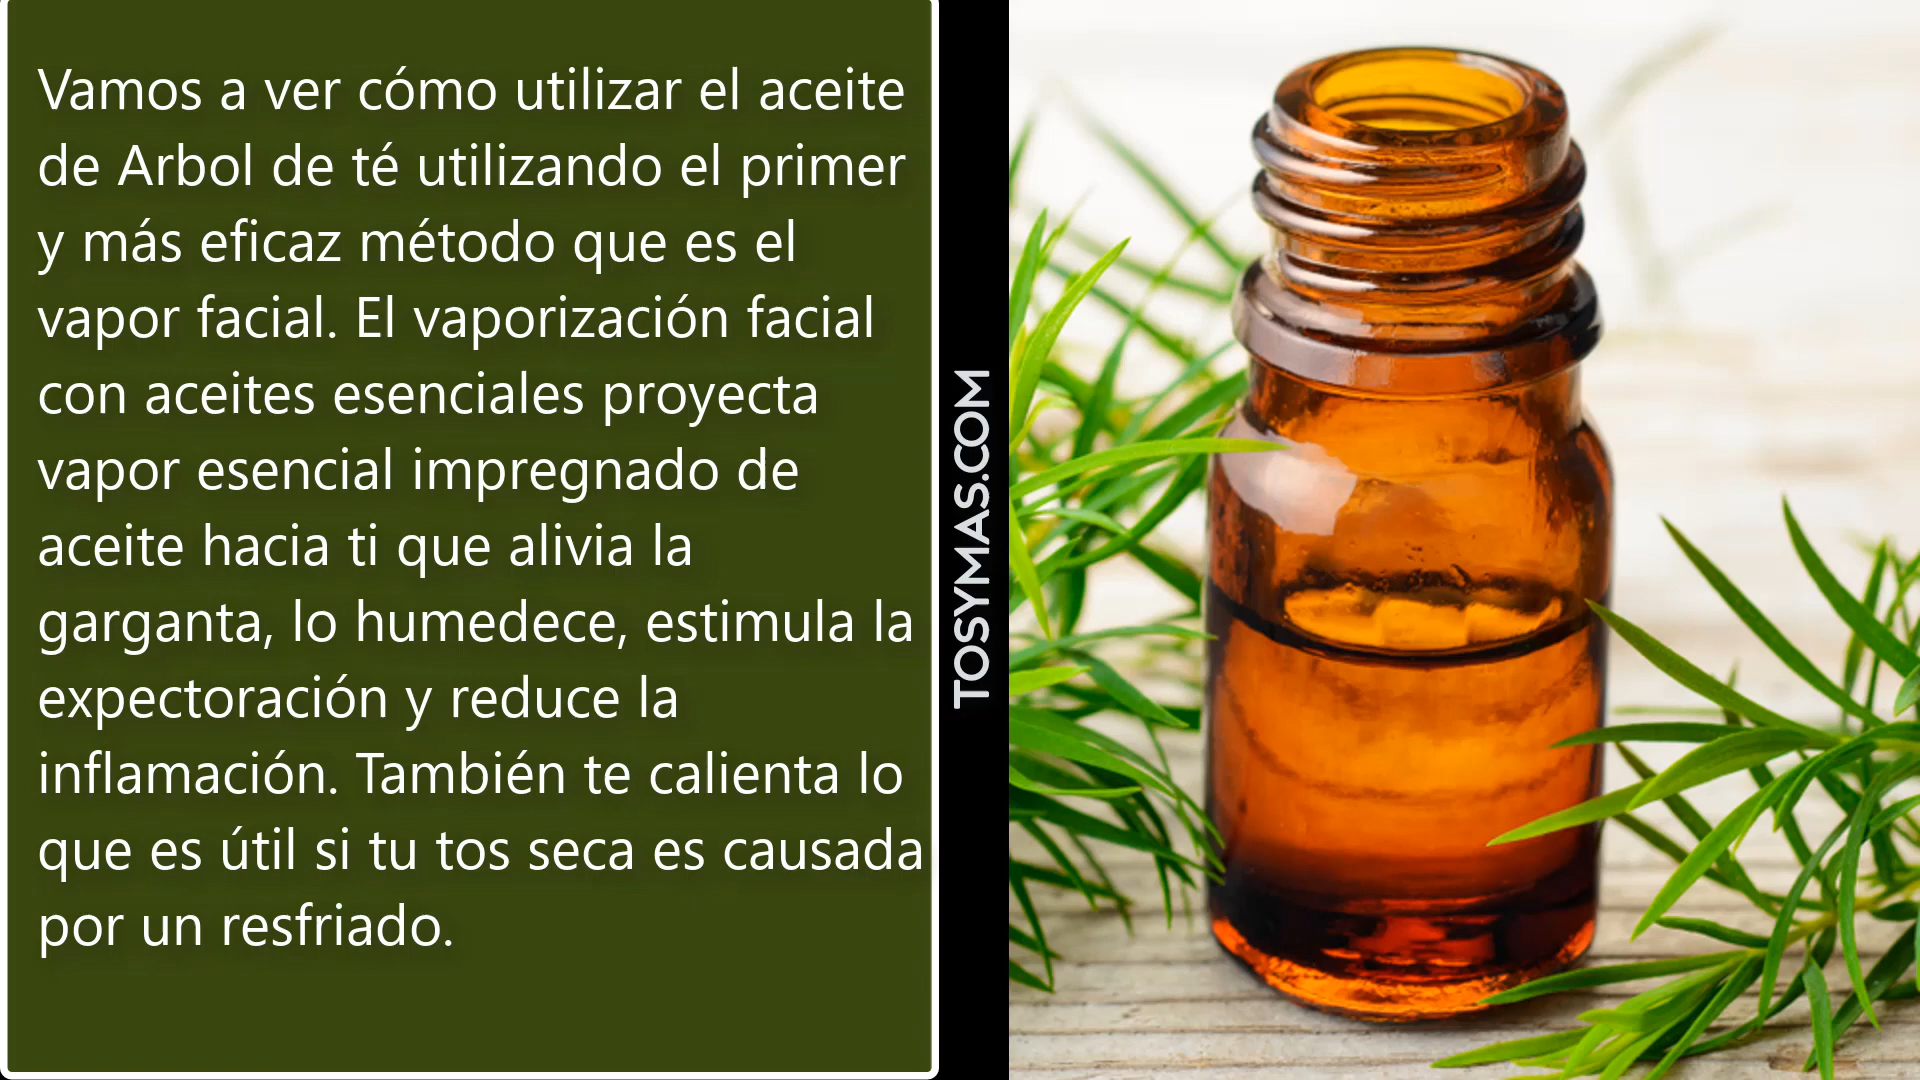 Vamos a ver cómo utilizar el aceite
de Arbol de té utilizando el primer
y más eficaz método que es el
vapor facial. El vaporización facial
con aceites esenciales proyecta
vapor esencial impregnado de
aceite hacia ti que alivia la
garganta, lo humedece, estimula la
expectoración y reduce la
inflamación. También te calienta lo
que es útil si tu tos seca es causada
por un resfriado.
TOSYMAS.COM